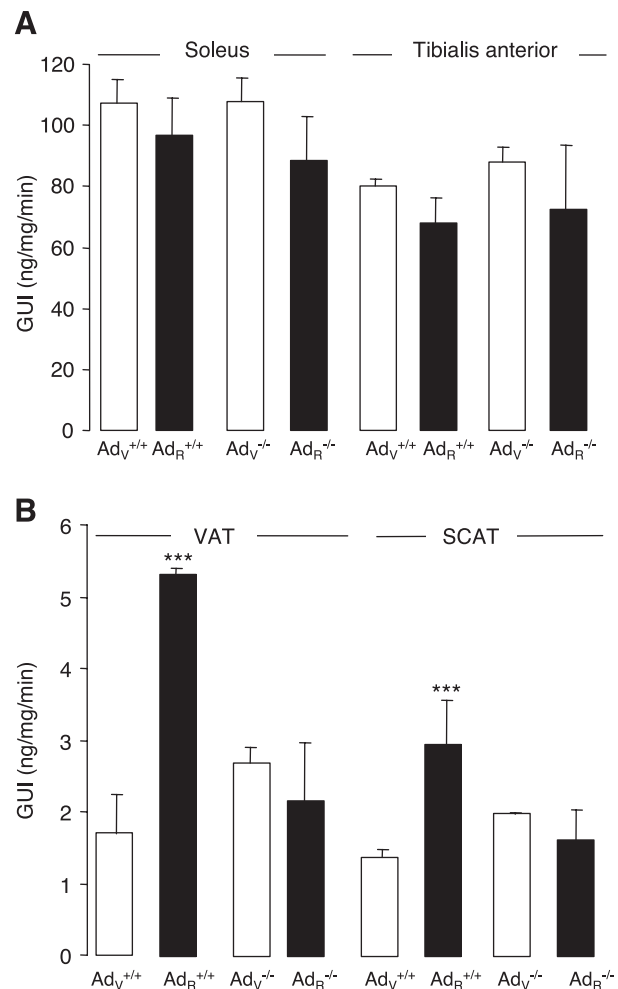 A
Soleus Tibialis anterior
120
100
80
60
40
20
0
GUI (ng/mg/min)
Ad_V^+/+ Ad_R^+/+ Ad_V^-/- Ad_R^-/- Ad_V^+/+ Ad_R^+/+ Ad_V^-/- Ad_R^-/-
B
VAT SCAT
***
***
6
5
4
3
2
1
0
GUI (ng/mg/min)
Ad_V^+/+ Ad_R^+/+ Ad_V^-/- Ad_R^-/- Ad_V^+/+ Ad_R^+/+ Ad_V^-/- Ad_R^-/-